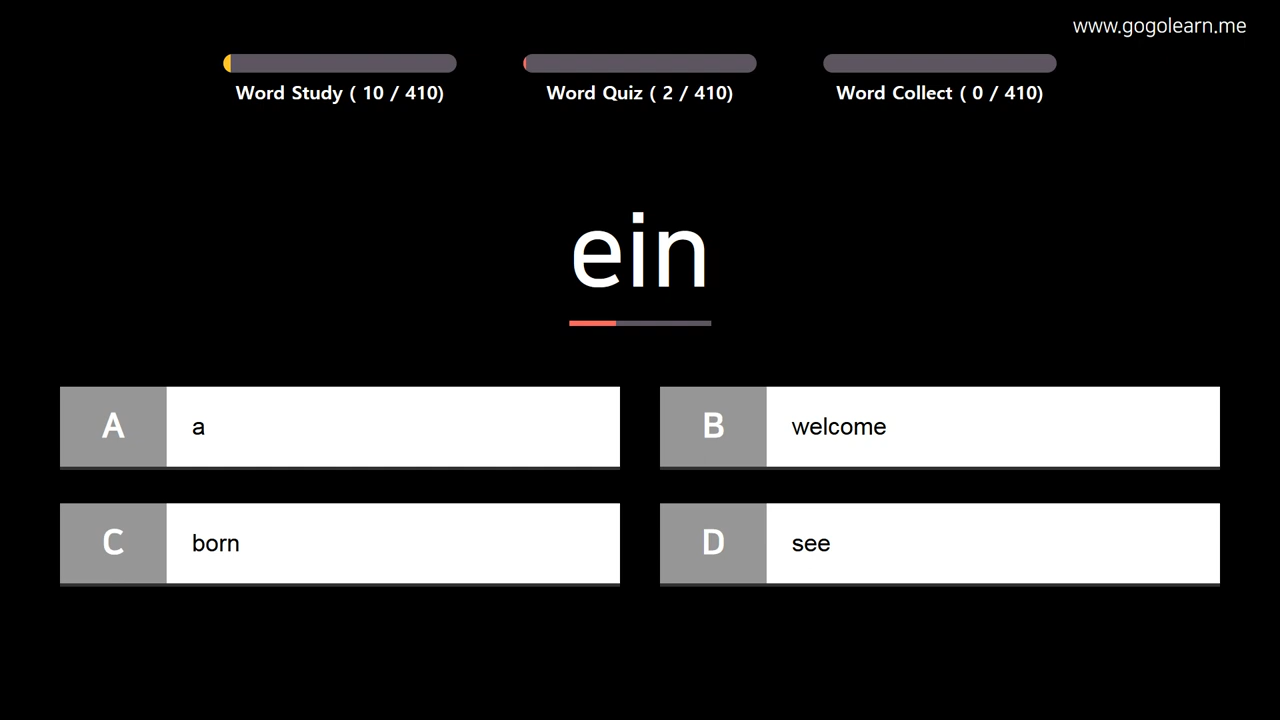 www.gogolearn.me
Word Study ( 10 / 410)
Word Quiz ( 2 / 410)
Word Collect ( 0 / 410)
ein
A
a
B
welcome
C
born
D
see